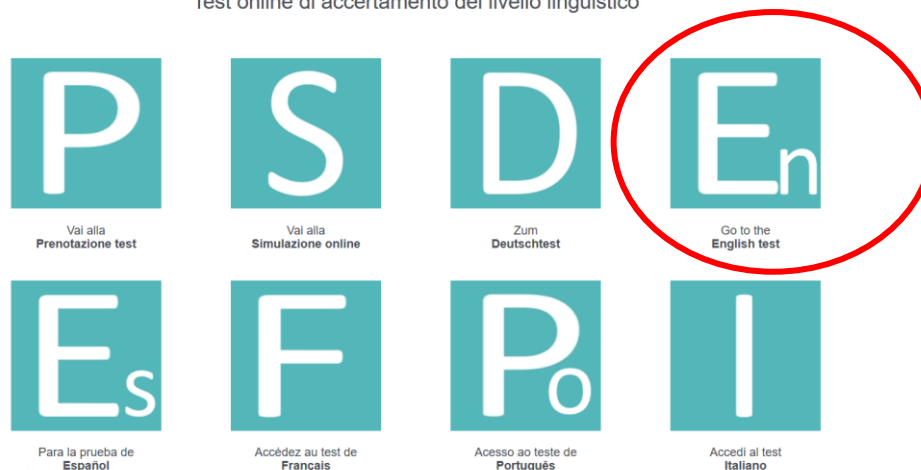 Test online di accertamento del livello linguistico
P
S
D
En
Vai alla
Prenotazione test
Vai alla
Simulazione online
Zum
Deutschtest
Go to the
English test
Es
F
Po
I
Para la prueba de
Español
Accédez au test de
Français
Acesso ao teste de
Português
Accedi al test
Italiano